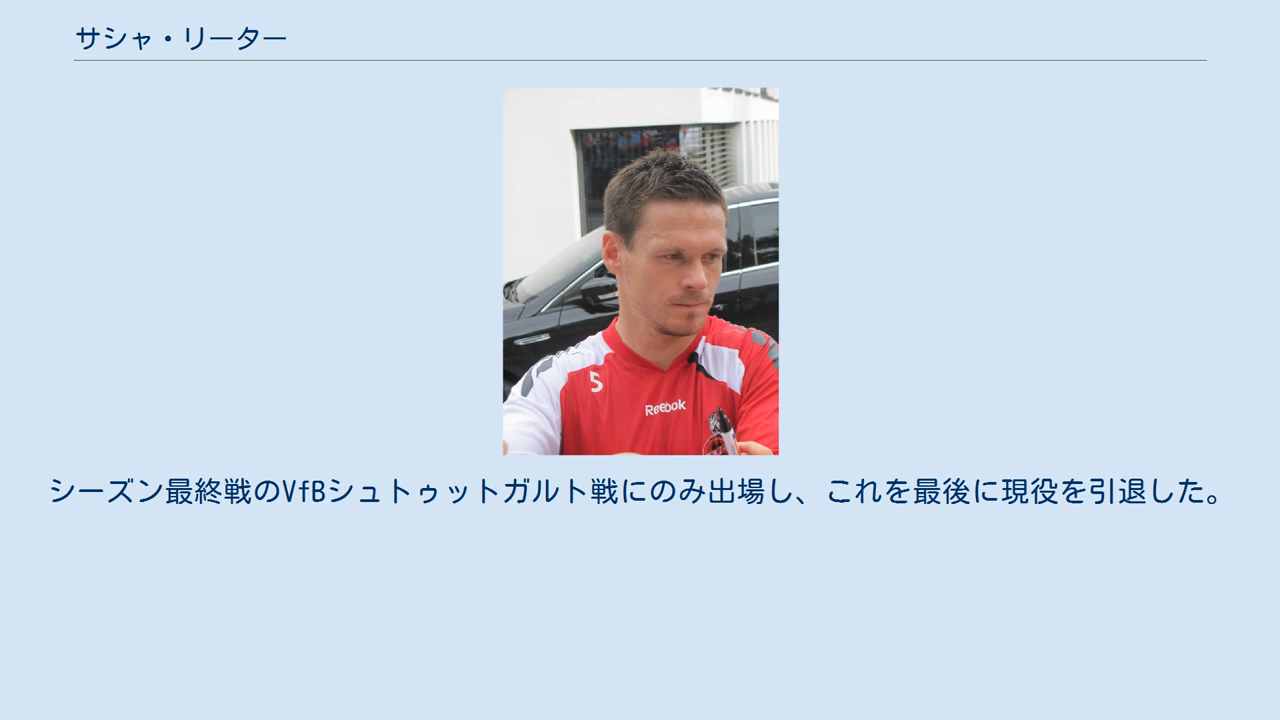 サシャ・リーター
5
Reebok
シーズン最終戦のVfBシュトゥットガルト戦にのみ出場し、これを最後に現役を引退した。